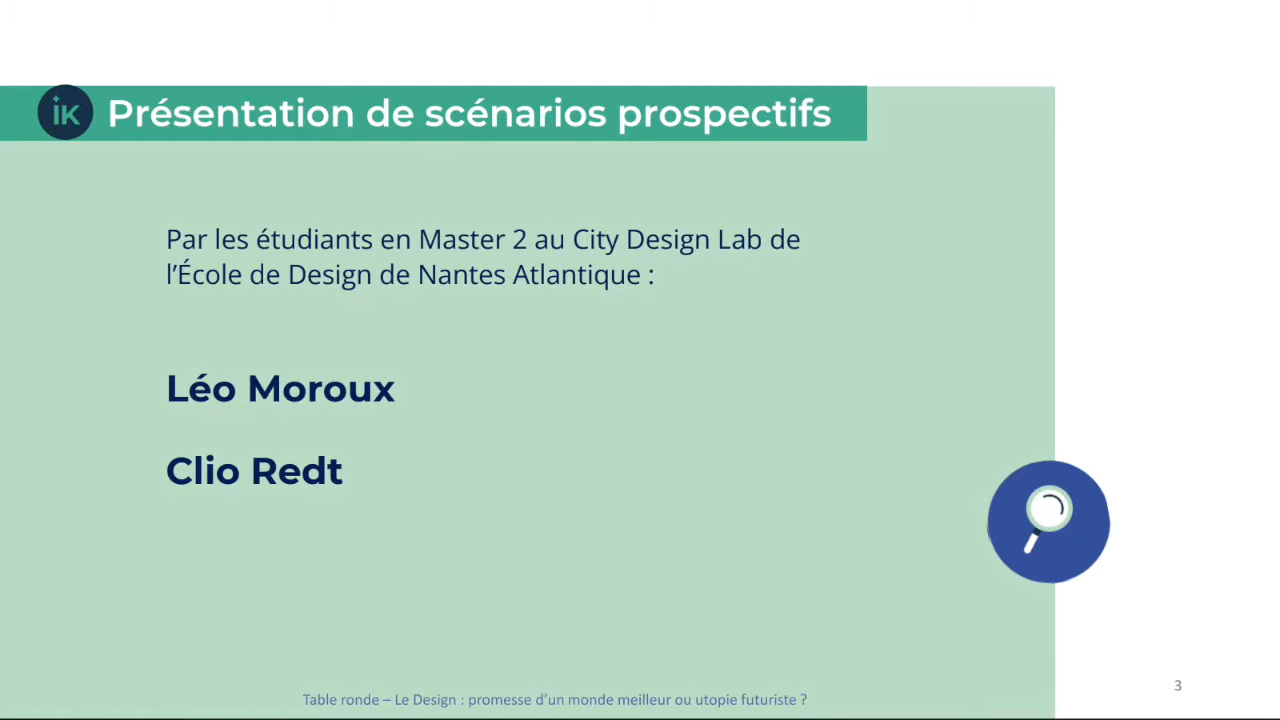 iK Présentation de scénarios prospectifs
Par les étudiants en Master 2 au City Design Lab de
l’École de Design de Nantes Atlantique :
Léo Moroux
Clio Redt
3
Table ronde – Le Design : promesse d’un monde meilleur ou utopie futuriste ?